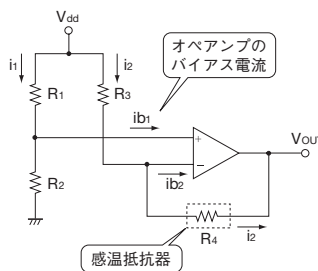 Vdd
i1
i2
オペアンプの
バイアス電流
R1
R3
ib1
+
VOUT
−
ib2
R2
R4
i2
感温抵抗器